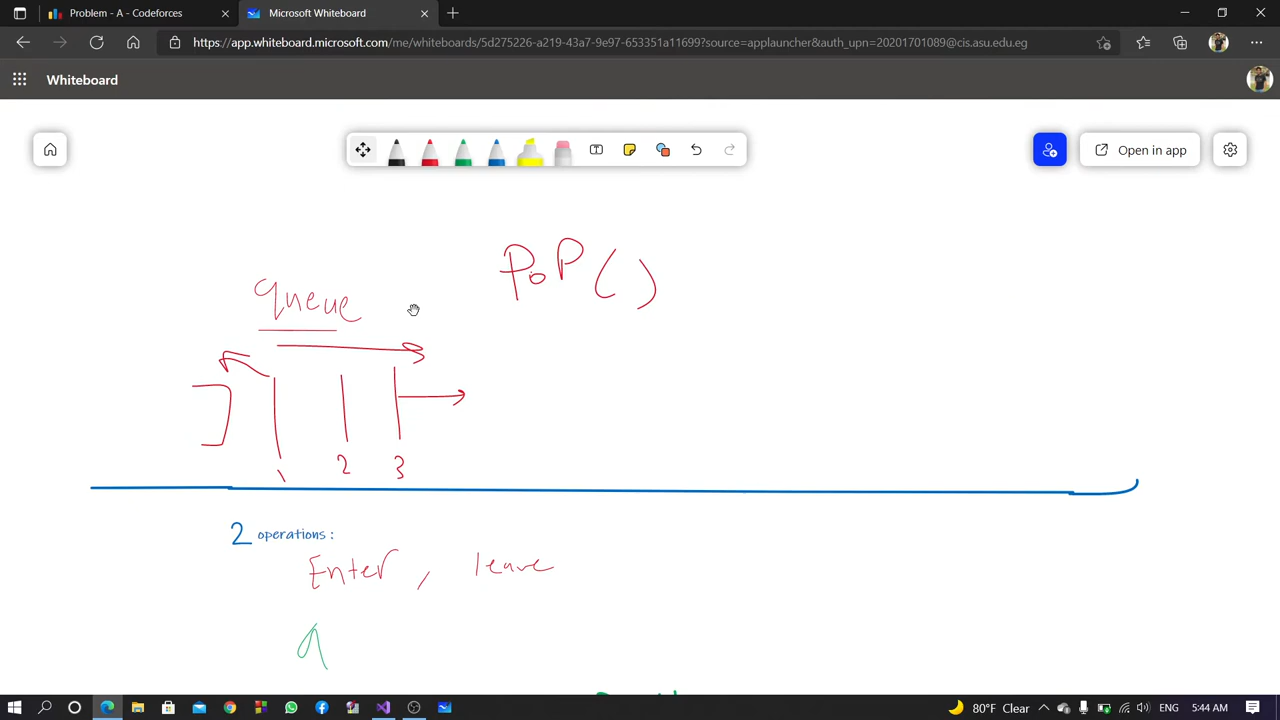 Problem - A - Codeforces
Microsoft Whiteboard
https://app.whiteboard.microsoft.com/me/whiteboards/5d275226-a219-43a7-9e97-653351a11699?source=applauncher&auth_upn=20201701089@cis.asu.edu.eg
Whiteboard
Open in app
PoP ( )
queue
1 2 3
2 operations :
Enter , leave
80°F Clear
5:44 AM